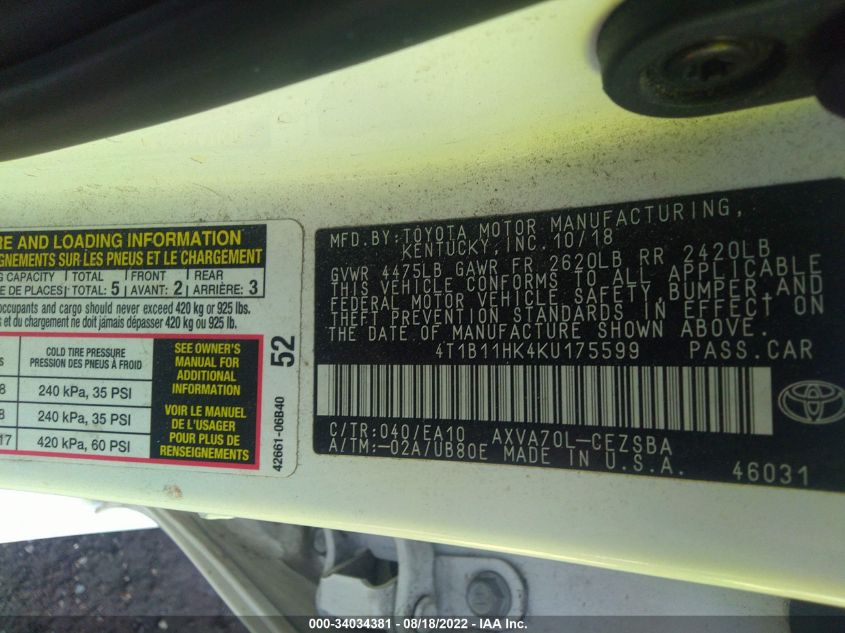 RE AND LOADING INFORMATION
EIGNEMENTS SUR LES PNEUS ET LE CHARGEMENT
G CAPACITY TOTAL FRONT REAR
E DE PLACES TOTAL: 5 AVANT: 2 ARRIÈRE: 3
occupants and cargo should never exceed 420 kg or 925 lbs.
s et du chargement ne doit jamais dépasser 420 kg ou 925 lb.
COLD TIRE PRESSURE
PRESSION DES PNEUS À FROID
S
8 240 kPa, 35 PSI
8 240 kPa, 35 PSI
17 420 kPa, 60 PSI
SEE OWNER'S
MANUAL FOR
ADDITIONAL
INFORMATION
VOIR LE MANUEL
DE L'USAGER
POUR PLUS DE
RENSEIGNEMENTS
52
42661-06B40
MFD.BY:TOYOTA MOTOR MANUFACTURING,
KENTUCKY,INC.10/18
GVWR 4475LB GAWR FR 2620LB RR 2420LB
THIS VEHICLE CONFORMS TO ALL APPLICABLE
FEDERAL MOTOR VEHICLE SAFETY,BUMPER,AND
THEFT PREVENTION STANDARDS IN EFFECT ON
THE DATE OF MANUFACTURE SHOWN ABOVE.
4T1B11HK4KU175599 PASS.CAR
C/TR:040/EA10 AXVA70L-CEZSBA
A/TM:-02A/UB80E MADE IN U.S.A.
46031
000-34034381 - 08/18/2022 - IAA Inc.